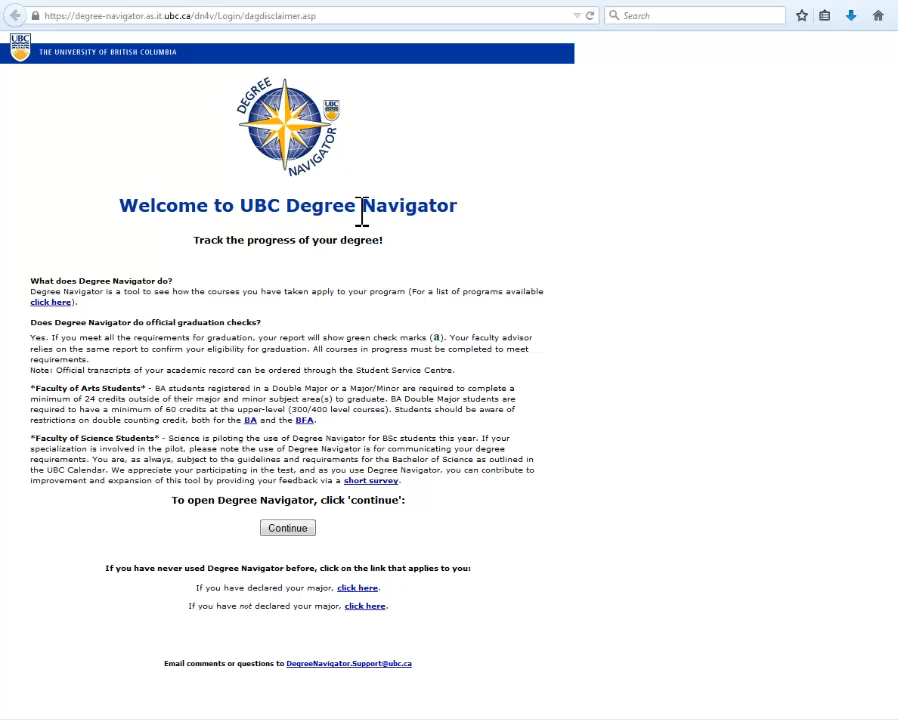 https://degree-navigator.as.it.ubc.ca/dn4v/Login/dagdisclaimer.asp
Search
UBC
THE UNIVERSITY OF BRITISH COLUMBIA
DEGREE
UBC
NAVIGATOR
Welcome to UBC Degree Navigator
Track the progress of your degree!
What does Degree Navigator do?
Degree Navigator is a tool to see how the courses you have taken apply to your program (For a list of programs available
click here).
Does Degree Navigator do official graduation checks?
Yes. If you meet all the requirements for graduation, your report will show green check marks (a). Your faculty advisor
relies on the same report to confirm your eligibility for graduation. All courses in progress must be completed to meet
requirements.
Note: Official transcripts of your academic record can be ordered through the Student Service Centre.
*Faculty of Arts Students* - BA students registered in a Double Major or a Major/Minor are required to complete a
minimum of 24 credits outside of their major and minor subject area(s) to graduate. BA Double Major students are
required to have a minimum of 60 credits at the upper-level (300/400 level courses). Students should be aware of
restrictions on double counting credit, both for the BA and the BFA.
*Faculty of Science Students* - Science is piloting the use of Degree Navigator for BSc students this year. If your
specialization is involved in the pilot, please note the use of Degree Navigator is for communicating your degree
requirements. You are, as always, subject to the guidelines and requirements for the Bachelor of Science as outlined in
the UBC Calendar. We appreciate your participating in the test, and as you use Degree Navigator, you can contribute to
improvement and expansion of this tool by providing your feedback via a short survey.
To open Degree Navigator, click 'continue':
Continue
If you have never used Degree Navigator before, click on the link that applies to you:
If you have declared your major, click here.
If you have not declared your major, click here.
Email comments or questions to DegreeNavigator.Support@ubc.ca